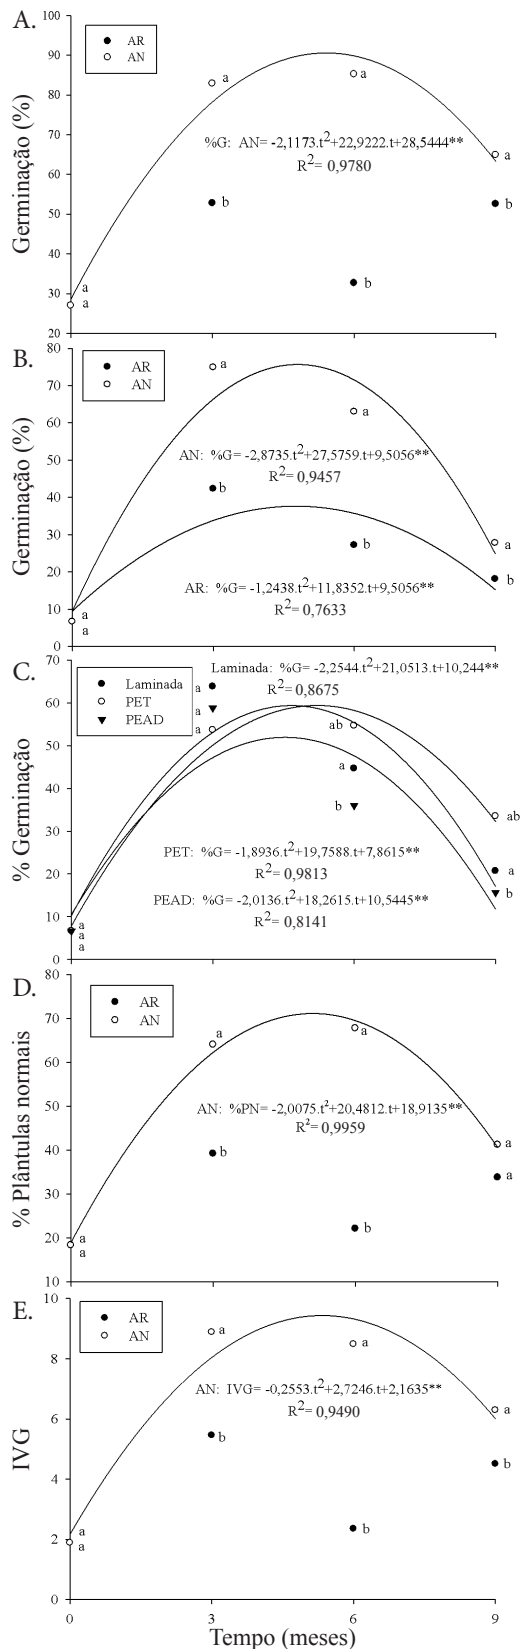 A.
AR
AN
Germinação (%)
100
90
80
70
60
50
40
30
20
a
a
a
a
b
b
b
a
%G: AN= -2,1173.t²+22,9222.t+28,5444**
R²= 0,9780
B.
AR
AN
Germinação (%)
80
70
60
50
40
30
20
10
0
a
a
a
a
b
b
a
b
AN: %G= -2,8735.t²+27,5759.t+9,5056**
R²= 0,9457
AR: %G= -1,2438.t²+11,8352.t+9,5056**
R²= 0,7633
C.
Laminada
PET
PEAD
% Germinação
70
60
50
40
30
20
10
0
Laminada: %G= -2,2544.t²+21,0513.t+10,244**
R²= 0,8675
a
a
a
ab
a
b
ab
a
b
a
a
a
PET: %G= -1,8936.t²+19,7588.t+7,8615**
R²= 0,9813
PEAD: %G= -2,0136.t²+18,2615.t+10,5445**
R²= 0,8141
D.
AR
AN
% Plântulas normais
80
70
60
50
40
30
20
10
a
a
a
a
b
b
a
a
AN: %PN= -2,0075.t²+20,4812.t+18,9135**
R²=0,9959
E.
AR
AN
IVG
10
8
6
4
2
0
a
a
a
a
b
b
a
b
AN: IVG= -0,2553.t²+2,7246.t+2,1635**
R²= 0,9490
0
3
6
9
Tempo (meses)